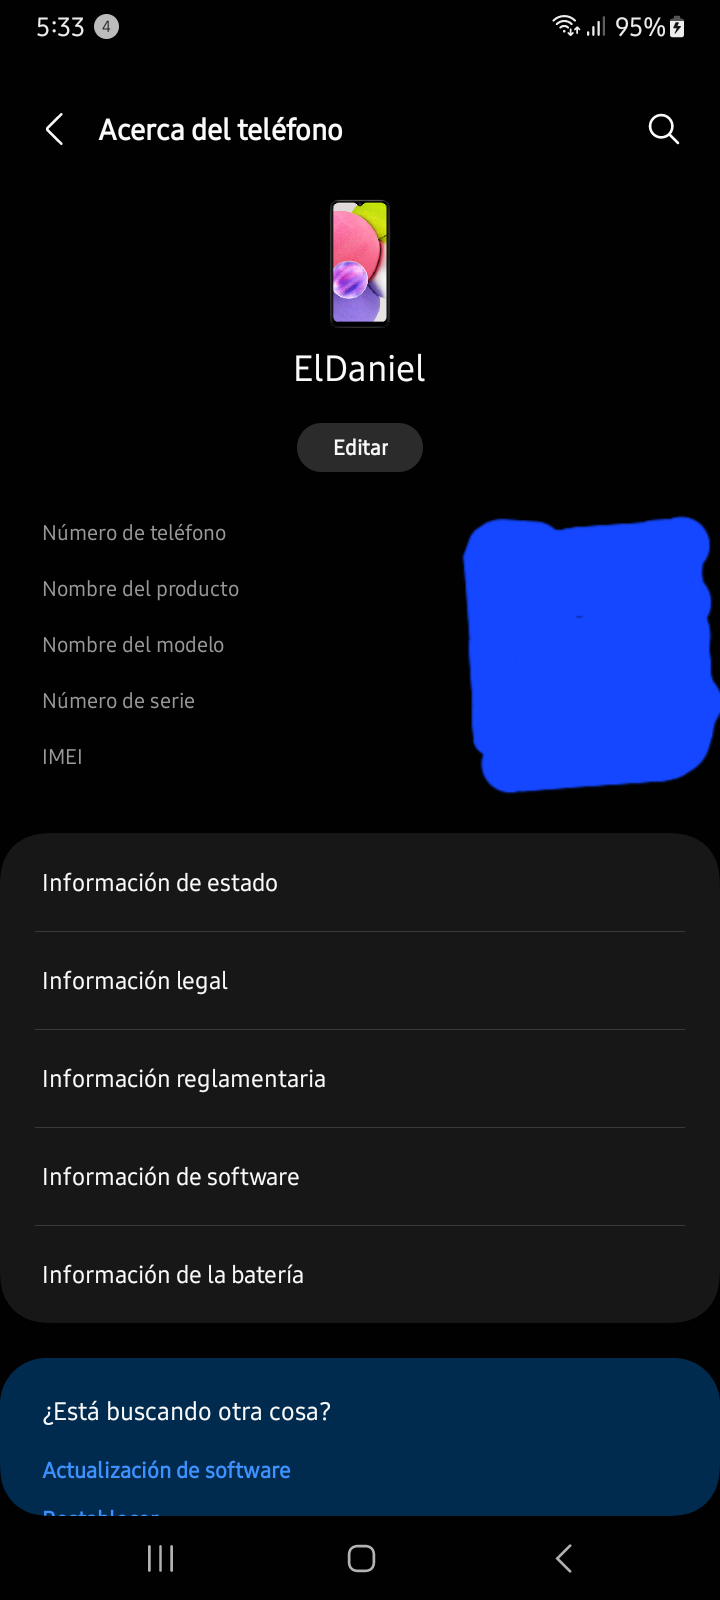 5:33 4 95%
Acerca del teléfono
ElDaniel
Editar
Número de teléfono
Nombre del producto
Nombre del modelo
Número de serie
IMEI
Información de estado
Información legal
Información reglamentaria
Información de software
Información de la batería
¿Está buscando otra cosa?
Actualización de software